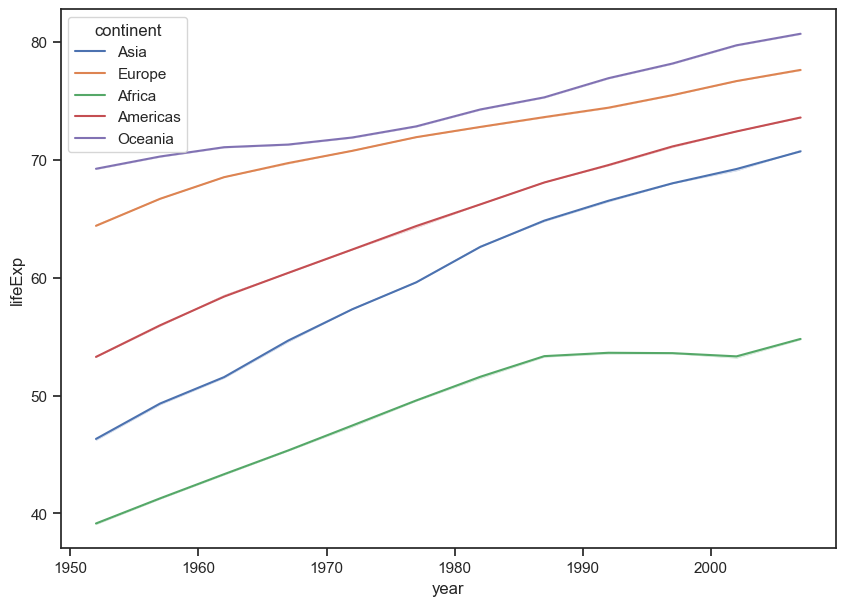 continent
Asia
Europe
Africa
Americas
Oceania
80
70
60
50
40
lifeExp
1950 1960 1970 1980 1990 2000
year